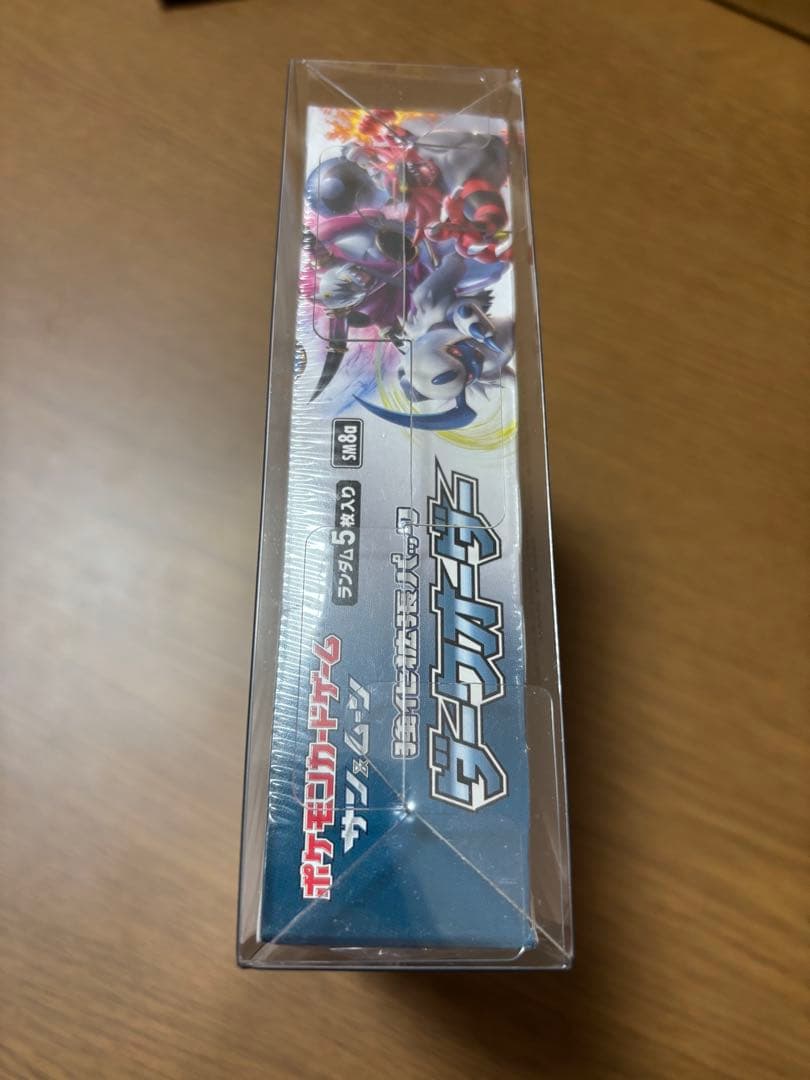 ポケモンカードゲーム
サン&ムーン
ランダム5枚入り
SM8a
強化拡張パック
ダークオーダー